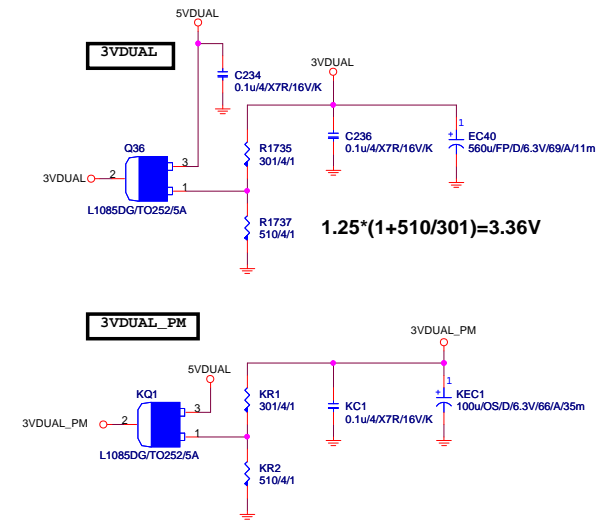 5VDUAL
3VDUAL
C234
0.1u/4/X7R/16V/K
3VDUAL
Q36
3
2
1
3VDUAL
L1085DG/TO252/5A
R1735
301/4/1
C236
0.1u/4/X7R/16V/K
1
+
EC40
560u/FP/D/6.3V/69/A/11m
R1737
510/4/1
1.25*(1+510/301)=3.36V
3VDUAL_PM
3VDUAL_PM
5VDUAL
KQ1
3
2
1
3VDUAL_PM
L1085DG/TO252/5A
KR1
301/4/1
KC1
0.1u/4/X7R/16V/K
1
+
KEC1
100u/OS/D/6.3V/66/A/35m
KR2
510/4/1